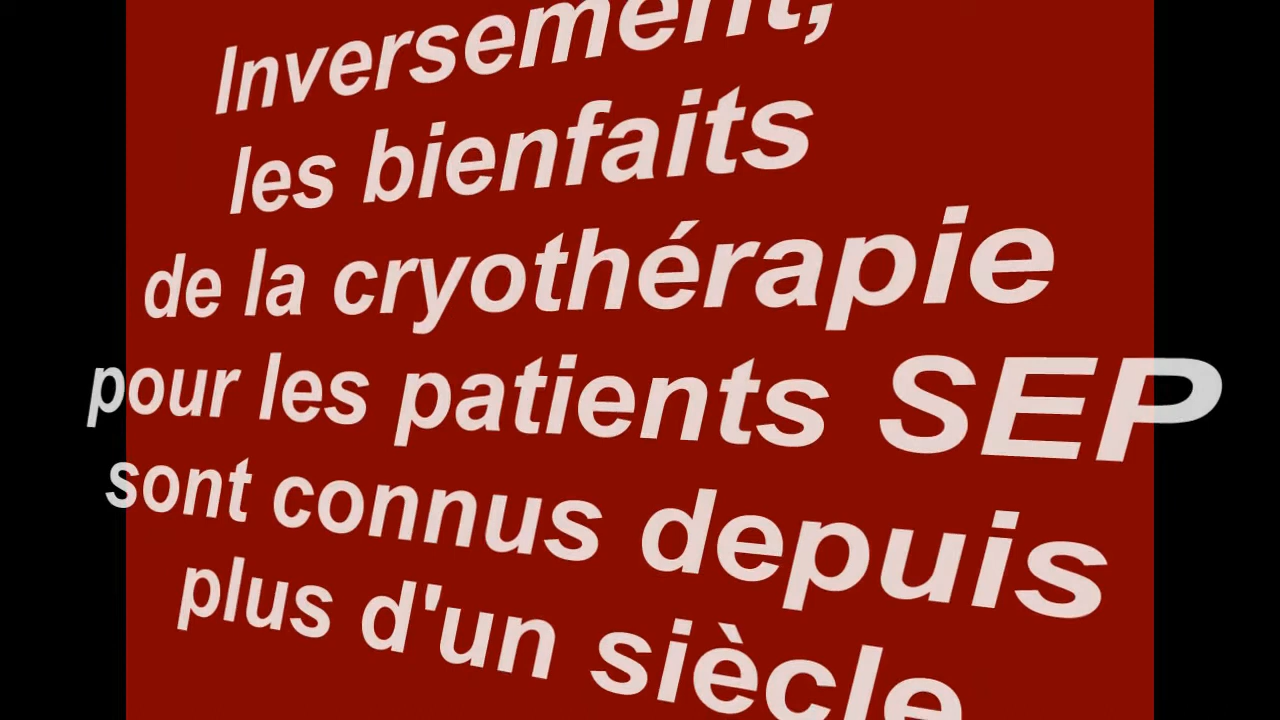 Inversement,
les bienfaits
de la cryothérapie
pour les patients SEP
sont connus depuis
plus d'un siècle